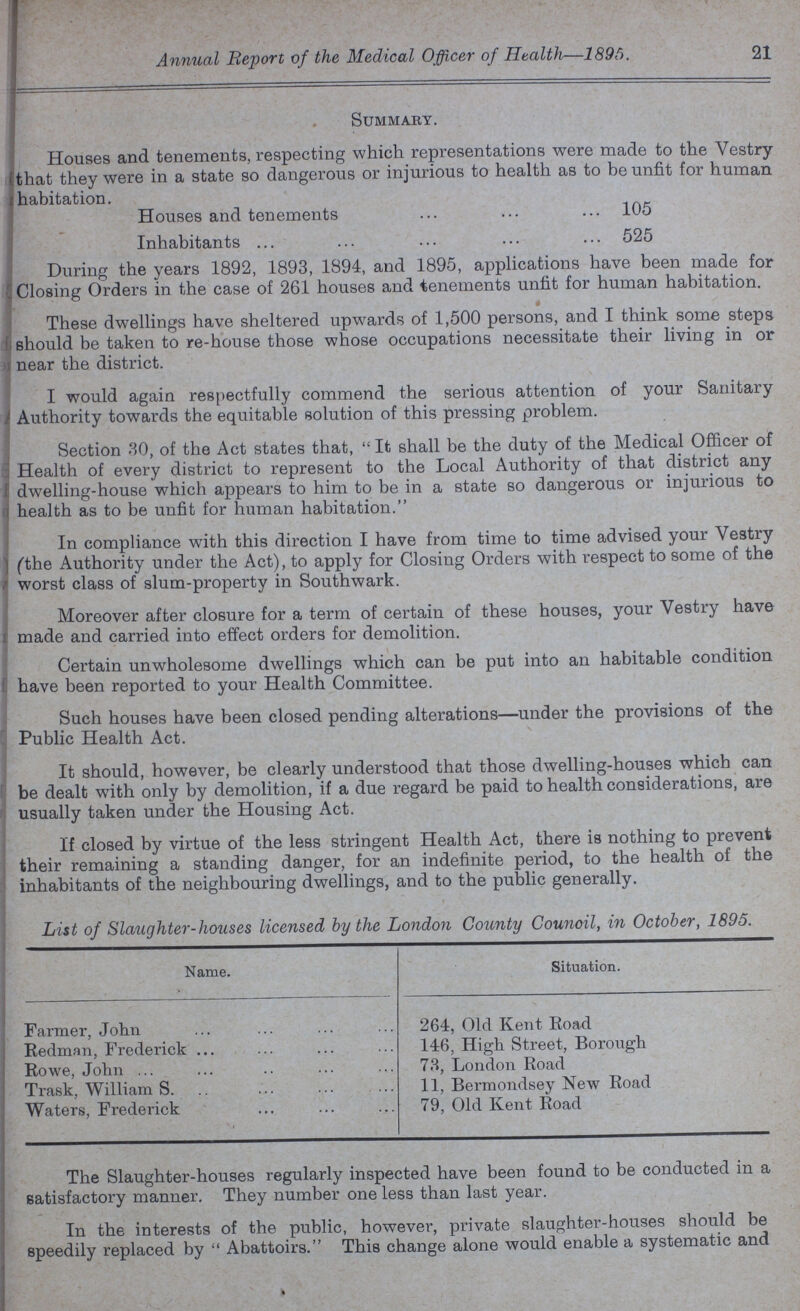 Annual Report of the Medical Officer of Health—1895. 21
Summary.
Houses and tenements, respecting which representations were made to the Vestry
that they were in a state so dangerous or injurious to health as to be unfit for human
habitation.
Houses and tenements ... ... ... 105
Inhabitants ... ... ... ... ... 525
During the years 1892, 1893, 1894, and 1895, applications have been made for
Closing Orders in the case of 261 houses and tenements unfit for human habitation.
These dwellings have sheltered upwards of 1,500 persons, and I think some steps
should be taken to re-house those whose occupations necessitate their living in or
near the district.
I would again respectfully commend the serious attention of your Sanitary
Authority towards the equitable solution of this pressing problem.
Section 30, of the Act states that, "It shall be the duty of the Medical Officer of
Health of every district to represent to the Local Authority of that district any
dwelling-house which appears to him to be in a state so dangerous or injurious to
health as to be unfit for human habitation."
In compliance with this direction I have from time to time advised your Vestry
(the Authority under the Act), to apply for Closing Orders with respect to some of the
worst class of slum-property in Southwark.
Moreover after closure for a term of certain of these houses, your Vestry have
made and carried into effect orders for demolition.
Certain unwholesome dwellings which can be put into an habitable condition
have been reported to your Health Committee.
Such houses have been closed pending alterations—under the provisions of the
Public Health Act.
It should, however, be clearly understood that those dwelling-houses which can
be dealt with only by demolition, if a due regard be paid to health considerations, are
usually taken under the Housing Act.
If closed by virtue of the less stringent Health Act, there is nothing to prevent
their remaining a standing danger, for an indefinite period, to the health of the
inhabitants of the neighbouring dwellings, and to the public generally.
List of Slaughter-houses licensed by the London County Council, in October, 1895.
Name. Situation.
Farmer, John ... ... ... ... 264, Old Kent Road
Redman, Frederick ... ... ... ... 146, High Street, Borough
Rowe, John ... ... .. ... ... 73, London Road
Trask, William S. .. ... ... ... 11, Bermondsey New Road
Waters, Frederick ... ... ... 79, Old Kent Road
The Slaughter-houses regularly inspected have been found to be conducted in a
satisfactory manner. They number one less than last year.
In the interests of the public, however, private slaughter-houses should be
speedily replaced by " Abattoirs." This change alone would enable a systematic and